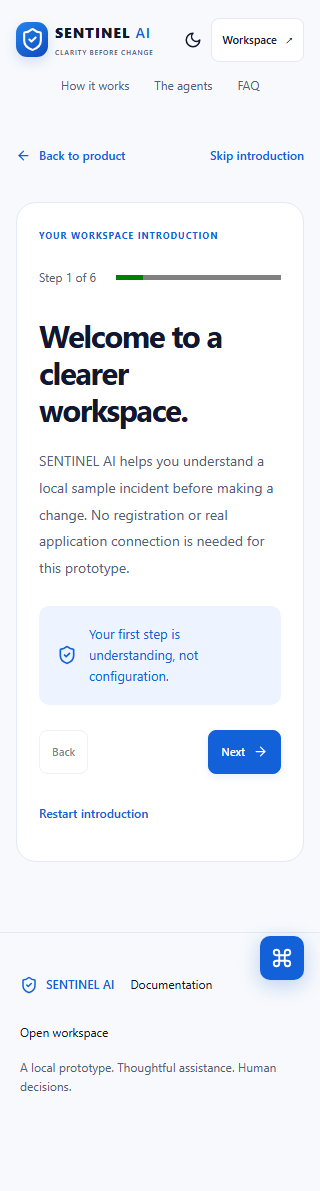 SENTINEL AI
CLARITY BEFORE CHANGE
Workspace ↗
How it works
The agents
FAQ
← Back to product
Skip introduction
YOUR WORKSPACE INTRODUCTION
Step 1 of 6
Welcome to a
clearer
workspace.
SENTINEL AI helps you understand a
local sample incident before making a
change. No registration or real
application connection is needed for
this prototype.
Your first step is
understanding, not
configuration.
Back
Next →
Restart introduction
SENTINEL AI
Documentation
Open workspace
A local prototype. Thoughtful assistance. Human
decisions.